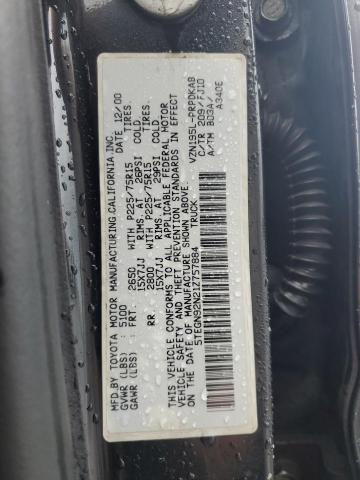 MFD.BY TOYOTA MOTOR MANUFACTURING,CALIFORNIA,INC.
GVWR (LBS) : 5100 DATE 12/00
GAWR (LBS) : FRT. 2650 WITH P225/75R15 TIRES,
15X7JJ RIMS,AT 26PSI COLD
RR 2800 WITH P225/75R15 TIRES,
15X7JJ RIMS,AT 29PSI COLD
THIS VEHICLE CONFORMS TO ALL APPLICABLE FEDERAL MOTOR
VEHICLE SAFETY AND THEFT PREVENTION STANDARDS IN EFFECT
ON THE DATE OF MANUFACTURE SHOWN ABOVE.
5TEGN92N21Z757884 TRUCK
VZN195L-PRPDKAB
C/TR 209/FJ10
A/TM B03A/
A340E